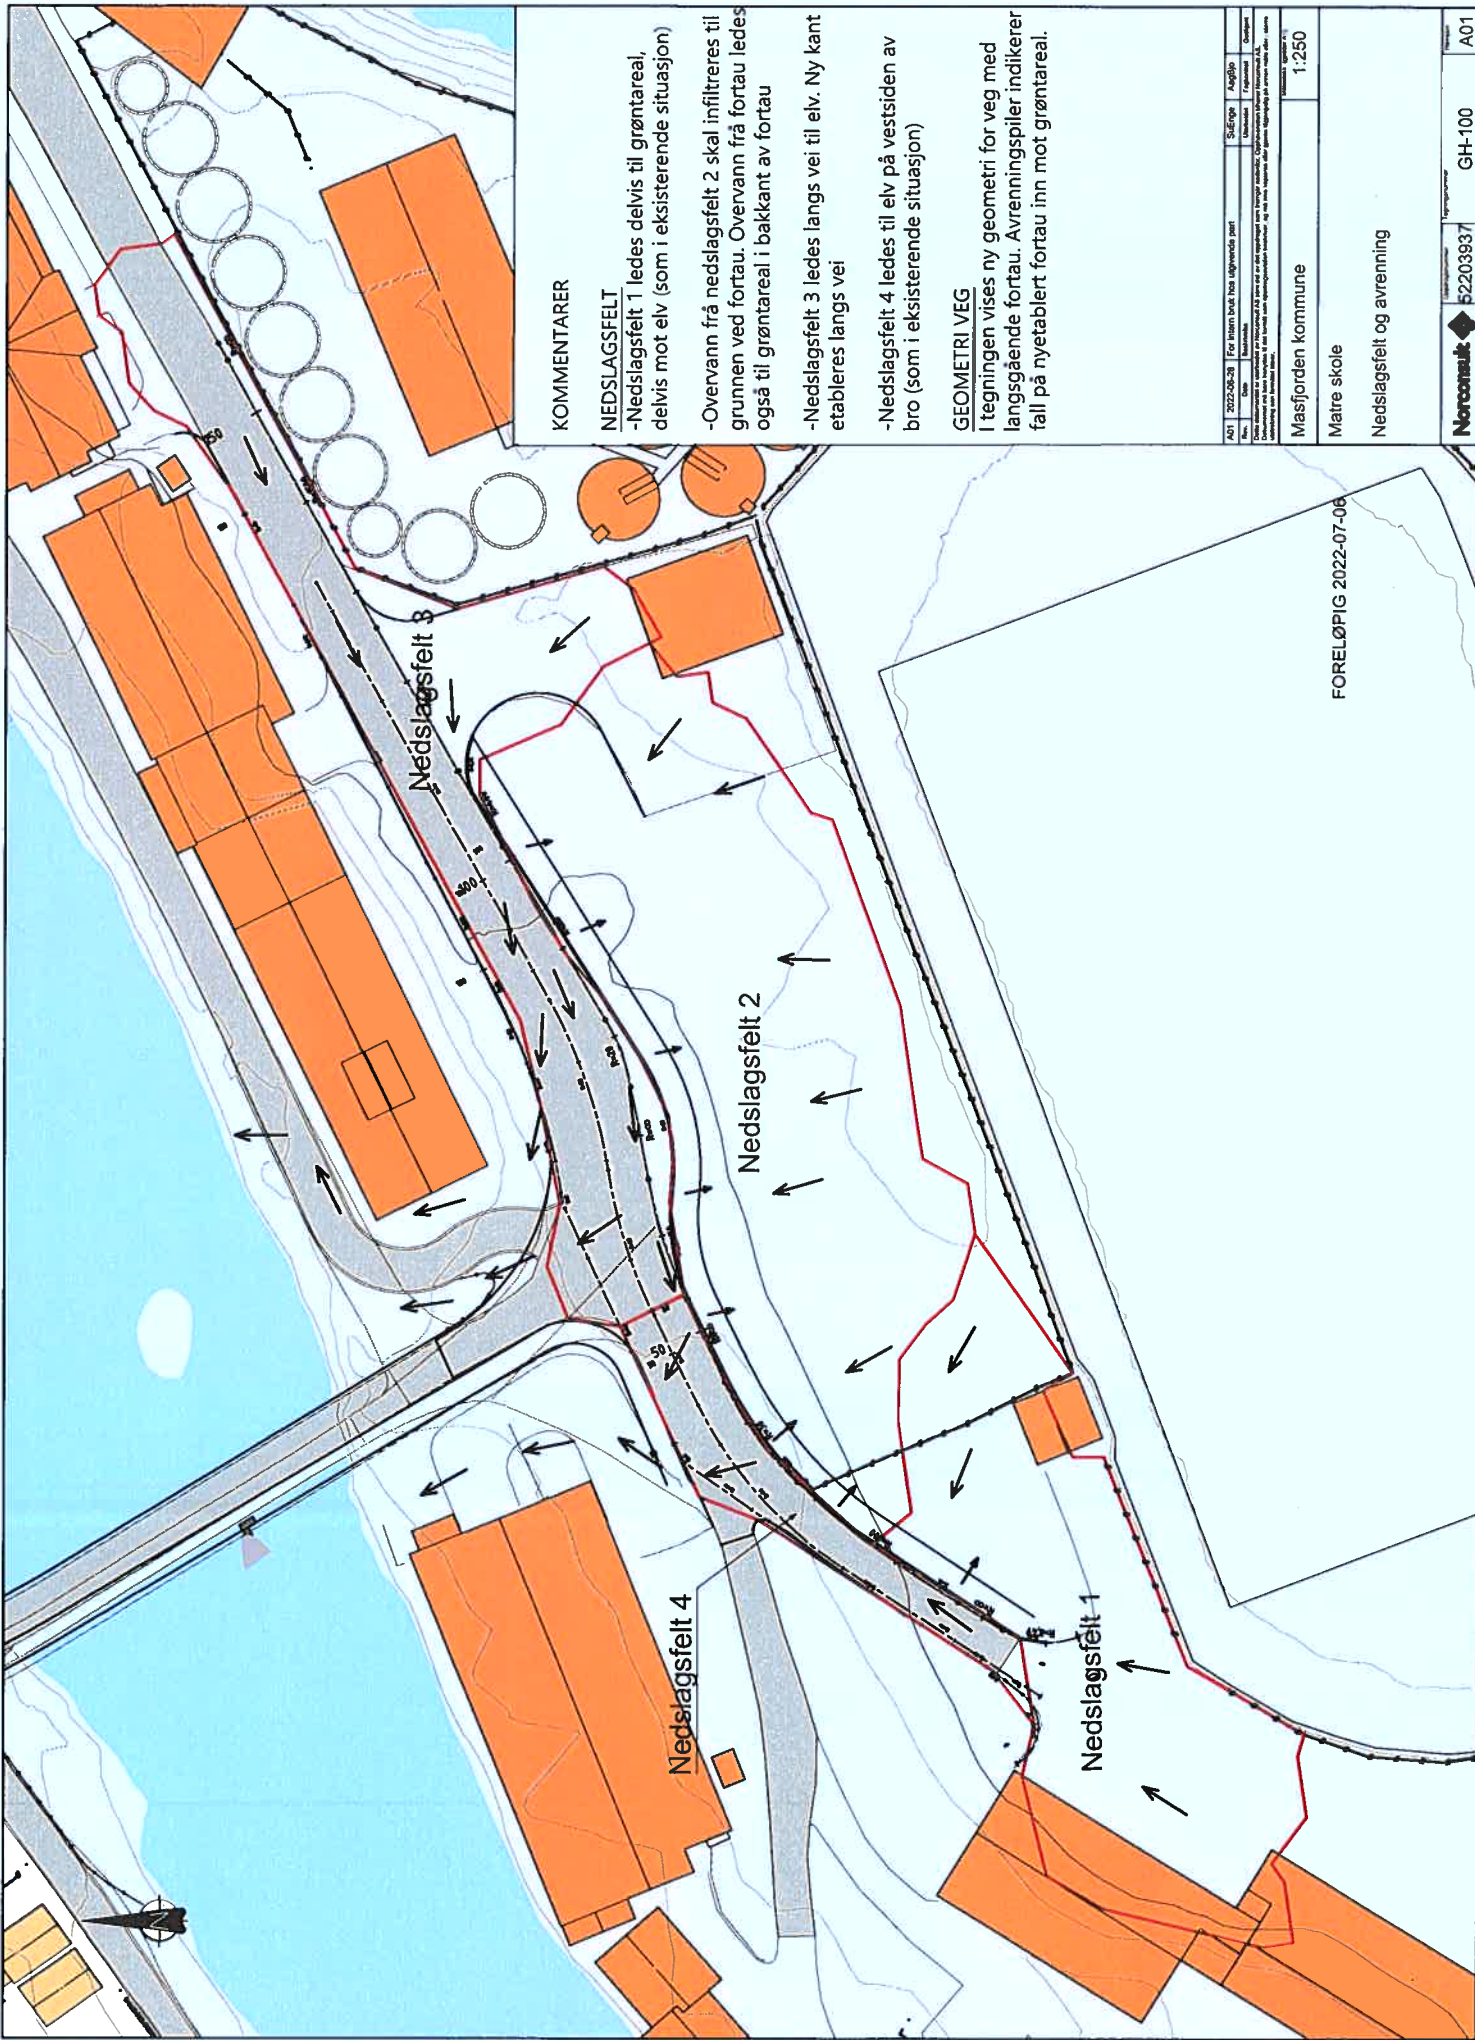 KOMMENTARER
NEDSLAGSFELT
-Nedslagsfelt 1 ledes delvis til grøntareal,
delvis mot elv (som i eksisterende situasjon)
-Overvann frå nedslagsfelt 2 skal infiltreres til
grunnen ved fortau. Overvann frå fortau ledes
også til grøntareal i bakkant av fortau
-Nedslagsfelt 3 ledes langs vei til elv. Ny kant
etableres langs vei
-Nedslagsfelt 4 ledes til elv på vestsiden av
bro (som i eksisterende situasjon)
GEOMETRI VEG
I tegningen vises ny geometri for veg med
langsgående fortau. Avrenningspiler indikerer
fall på nyetablert fortau inn mot grøntareal.
Nedslagsfelt 3
Nedslagsfelt 2
Nedslagsfelt 4
Nedslagsfelt 1
100
50
N
FORELØPIG 2022-07-06
A01 2022-06-28 For intern bruk hos utgivende part
1:250
Masfjorden kommune
Matre skole
Nedslagsfelt og avrenning
Norconsult 52203937 GH-100 A01